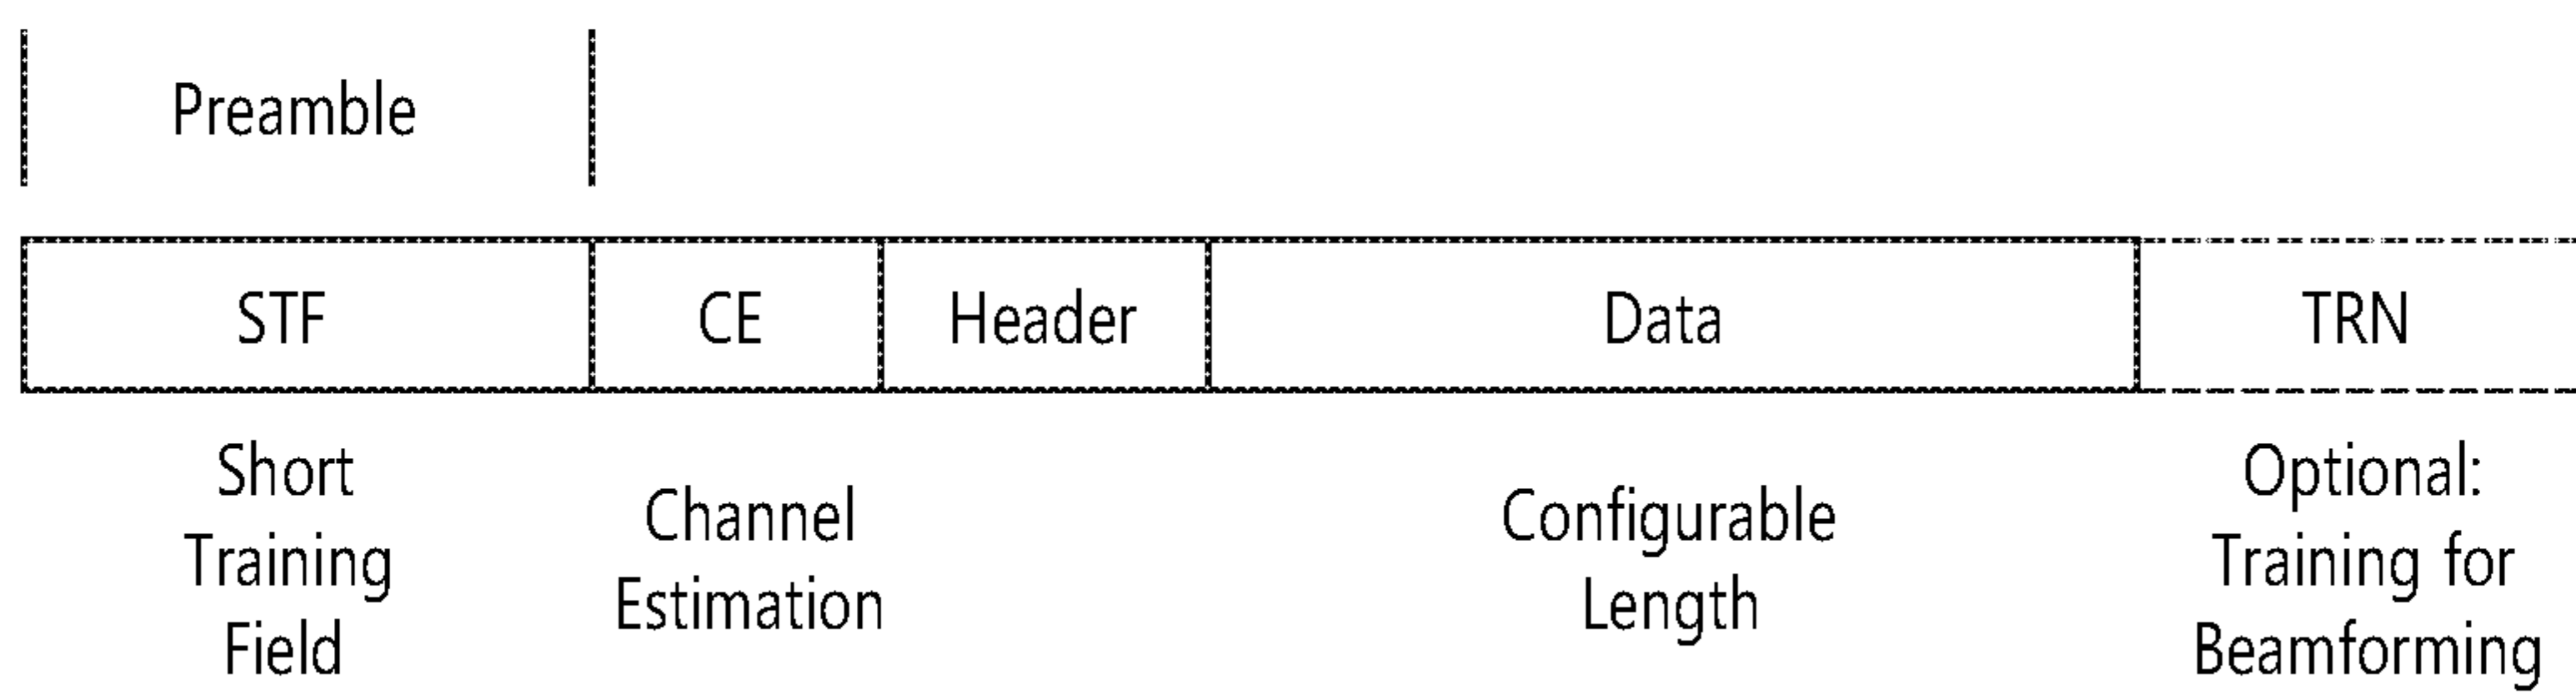 Preamble
STF CE Header Data TRN
Short
Training
Field
Channel
Estimation
Configurable
Length
Optional:
Training for
Beamforming